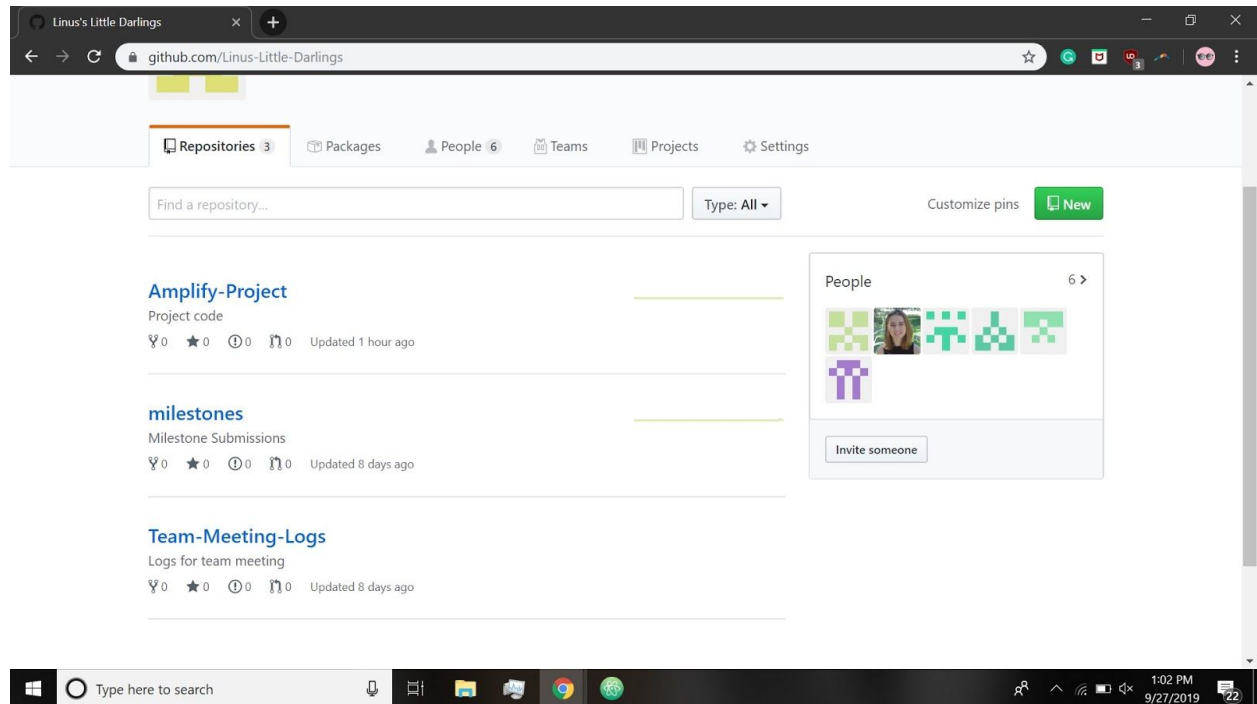 Linus's Little Darlings
github.com/Linus-Little-Darlings
3
Repositories 3 Packages People 6 Teams Projects Settings
Find a repository... Type: All Customize pins New
Amplify-Project
Project code
0 0 0 0 Updated 1 hour ago
milestones
Milestone Submissions
0 0 0 0 Updated 8 days ago
Team-Meeting-Logs
Logs for team meeting
0 0 0 0 Updated 8 days ago
People 6
Invite someone
Type here to search
1:02 PM
9/27/2019
22